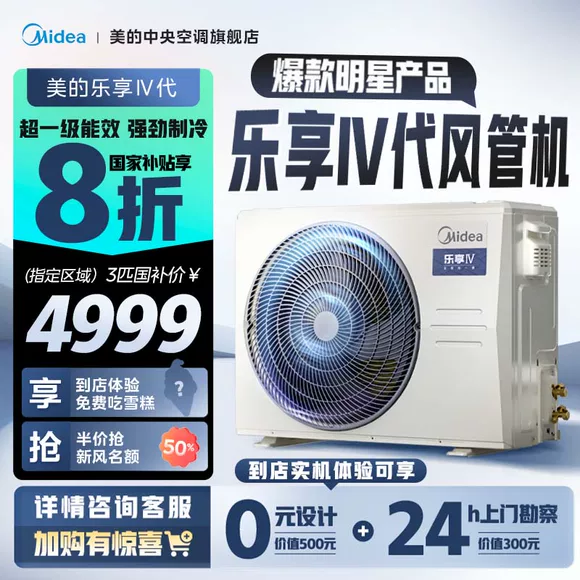 Midea | 美的中央空调旗舰店
美的乐享Ⅳ代
超一级能效 强劲制冷
国家补贴享
8折
(指定区域) 3匹国补价¥
4999
享
到店体验
免费吃雪糕
?
抢
半价抢
新风名额
50%
详情咨询客服
加购有惊喜
爆款明星产品
乐享Ⅳ代风管机
Midea
乐享Ⅳ
到店实机体验可享
0元设计
价值500元
+
24h上门勘察
价值300元